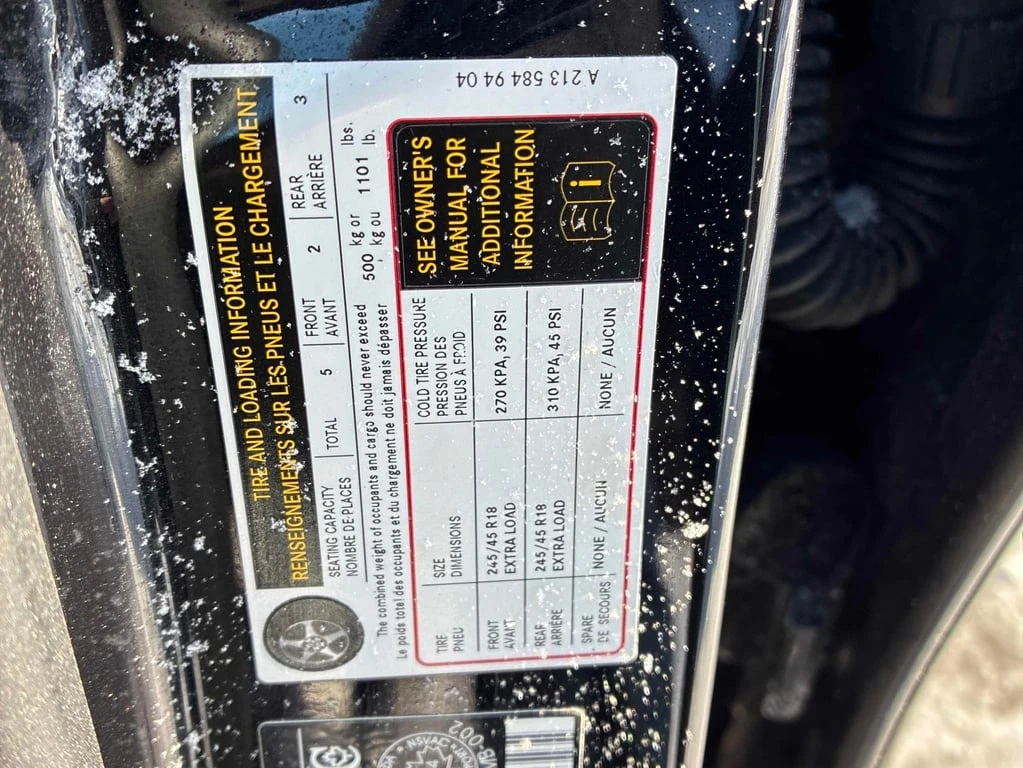 TIRE AND LOADING INFORMATION
RENSEIGNEMENTS SUR LES PNEUS ET LE CHARGEMENT
SEATING CAPACITY
NOMBRE DE PLACES
TOTAL 5
FRONT
AVANT
2
REAR
ARRIÈRE
3
The combined weight of occupants and cargo should never exceed 500 kg or 1101 lbs.
Le poids total des occupants et du chargement ne doit jamais dépasser kg ou lb.
TIRE
PNEU
SIZE
DIMENSIONS
COLD TIRE PRESSURE
PRESSION DES
PNEUS À FROID
FRONT
AVANT
245/45 R18
EXTRA LOAD
270 KPA, 39 PSI
REAR
ARRIÈRE
245/45 R18
EXTRA LOAD
310 KPA, 45 PSI
SPARE
DE SECOURS
NONE / AUCUN
NONE / AUCUN
SEE OWNER'S
MANUAL FOR
ADDITIONAL
INFORMATION
i
A 213 584 94 04
NSVAC